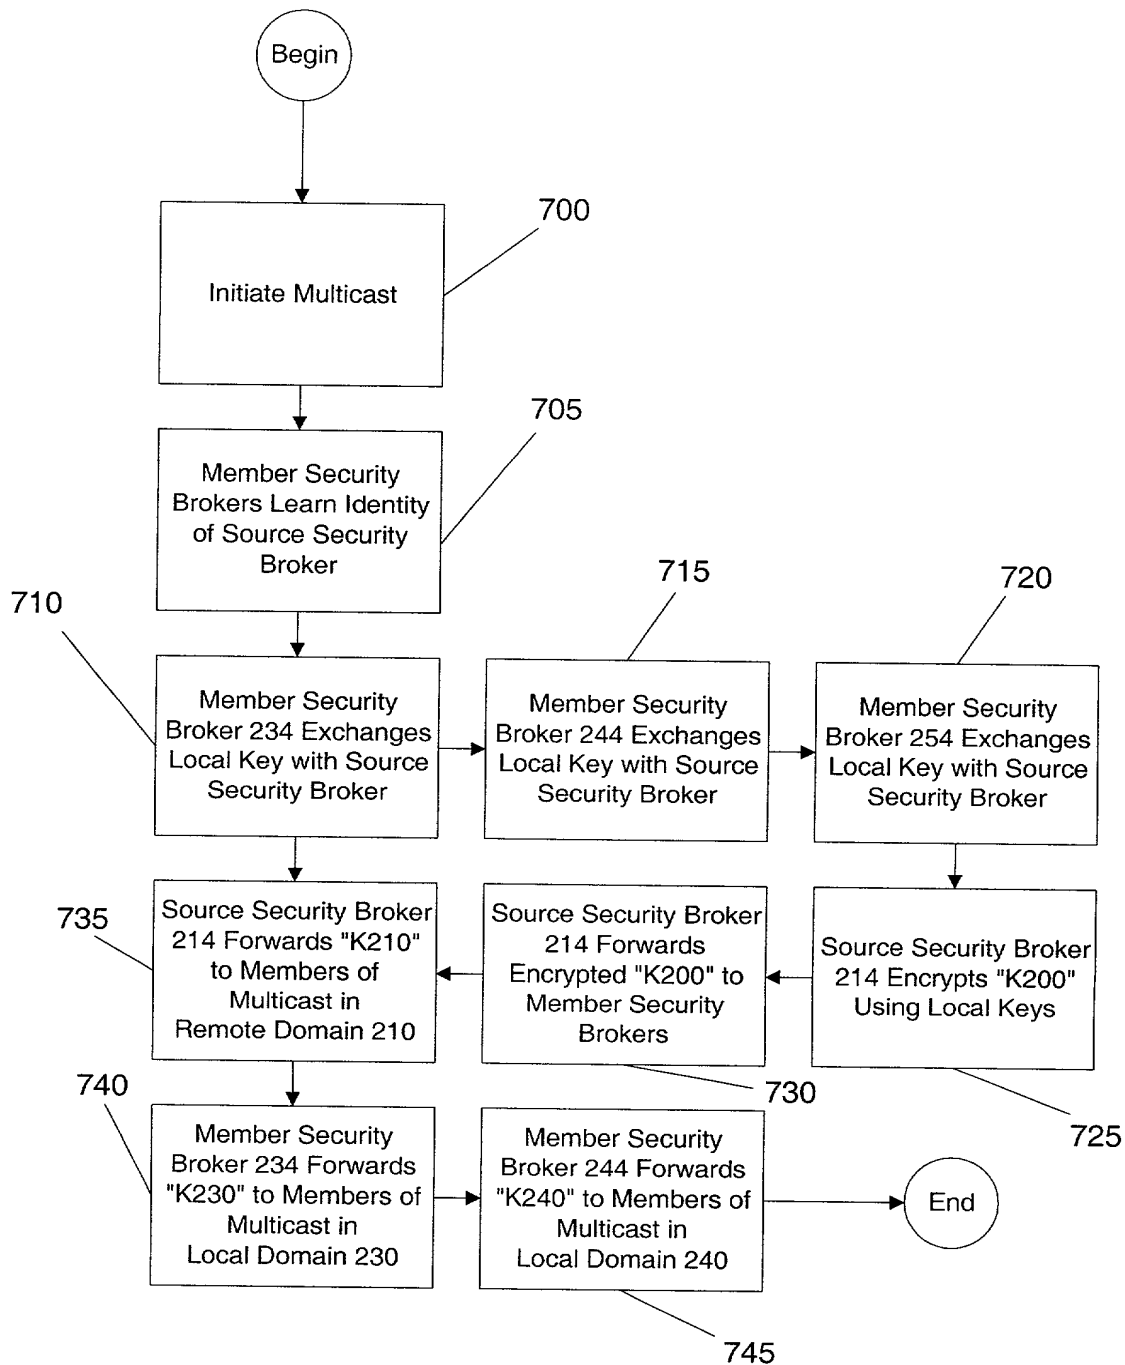 Begin
700
Initiate Multicast
705
Member Security
Brokers Learn Identity
of Source Security
Broker
710
715
720
Member Security
Broker 234 Exchanges
Local Key with Source
Security Broker
Member Security
Broker 244 Exchanges
Local Key with Source
Security Broker
Member Security
Broker 254 Exchanges
Local Key with Source
Security Broker
735
Source Security Broker
214 Forwards "K210"
to Members of
Multicast in
Remote Domain 210
Source Security Broker
214 Forwards
Encrypted "K200" to
Member Security
Brokers
Source Security Broker
214 Encrypts "K200"
Using Local Keys
740
730
725
Member Security
Broker 234 Forwards
"K230" to Members of
Multicast in
Local Domain 230
Member Security
Broker 244 Forwards
"K240" to Members of
Multicast in
Local Domain 240
End
745